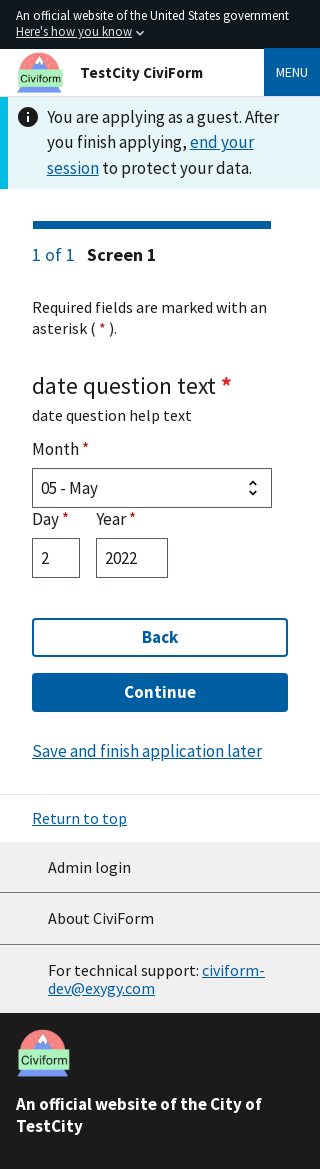 An official website of the United States government
Here's how you know
Civiform
TestCity CiviForm
MENU
You are applying as a guest. After
you finish applying, end your
session to protect your data.
1 of 1 Screen 1
Required fields are marked with an
asterisk ( * ).
date question text *
date question help text
Month *
05 - May
Day * Year *
2 2022
Back
Continue
Save and finish application later
Return to top
Admin login
About CiviForm
For technical support: civiform-
dev@exygy.com
Civiform
An official website of the City of
TestCity